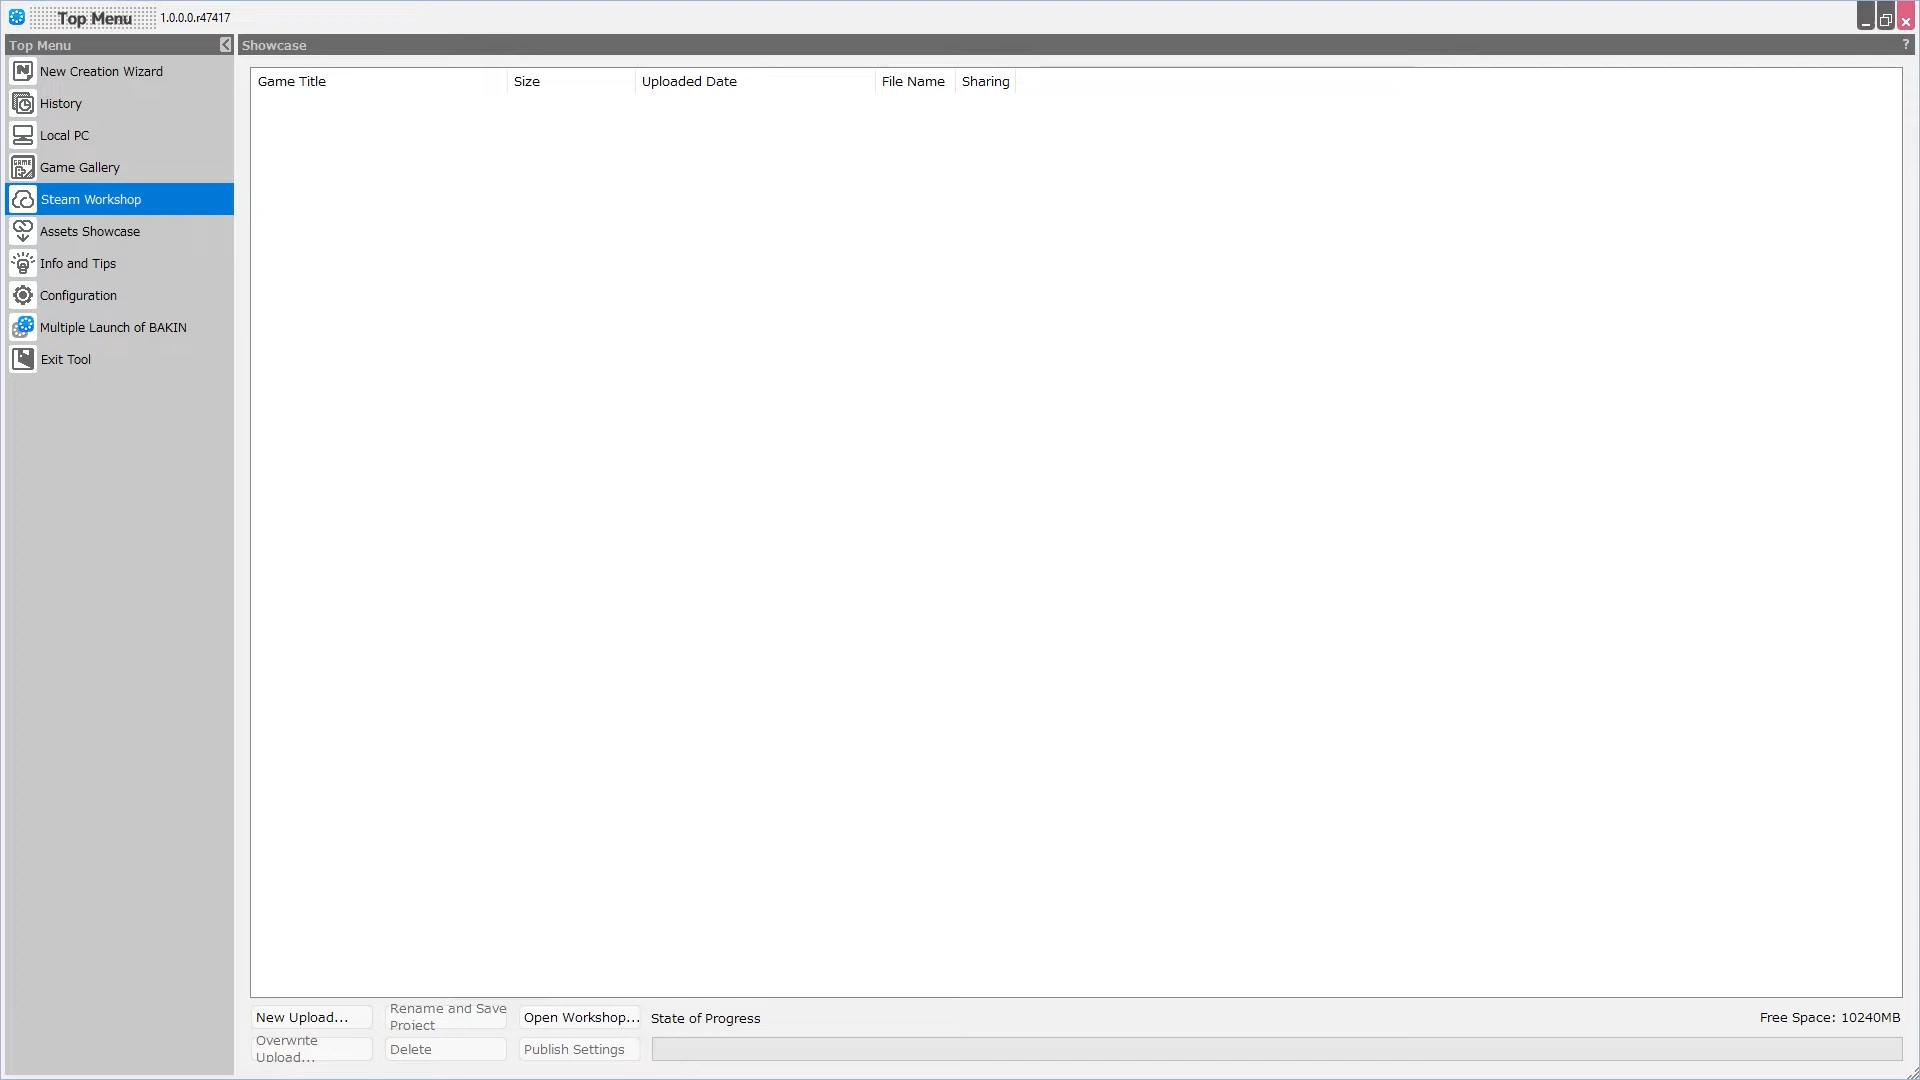 Top Menu 1.0.0.0.r47417
Top Menu
Showcase
?
New Creation Wizard
History
Local PC
Game Gallery
Steam Workshop
Assets Showcase
Info and Tips
Configuration
Multiple Launch of BAKIN
Exit Tool
Game Title Size Uploaded Date File Name Sharing
New Upload...
Rename and Save
Project
Open Workshop...
State of Progress
Free Space: 10240MB
Overwrite
Upload...
Delete
Publish Settings